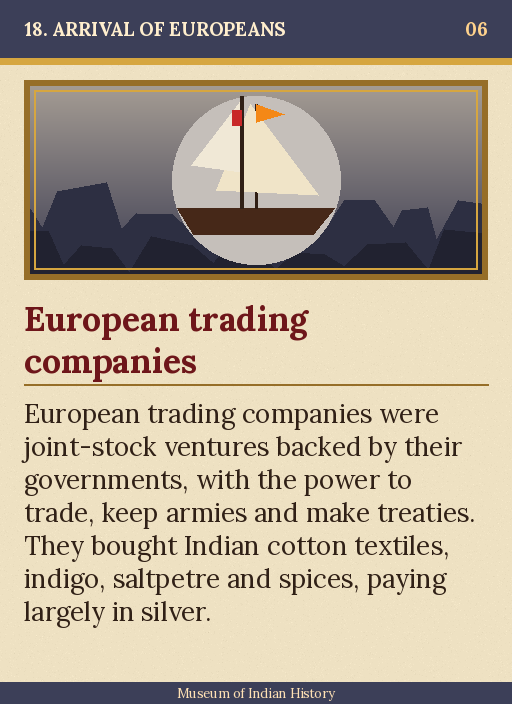 18. ARRIVAL OF EUROPEANS
06
European trading
companies
European trading companies were
joint-stock ventures backed by their
governments, with the power to
trade, keep armies and make treaties.
They bought Indian cotton textiles,
indigo, saltpetre and spices, paying
largely in silver.
Museum of Indian History